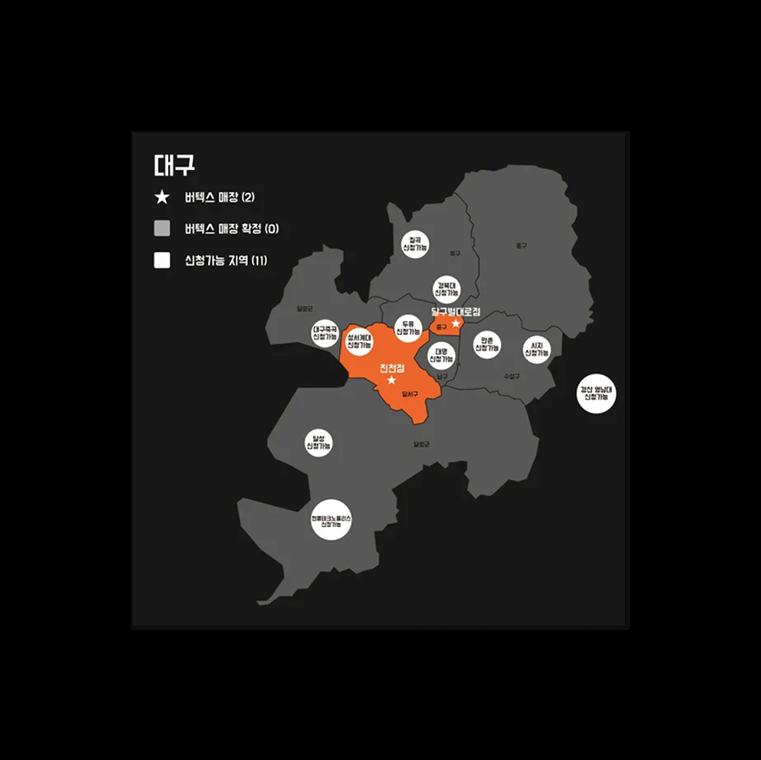 대구
버텍스 매장 (2)
버텍스 매장 확정 (0)
신청가능 지역 (11)
칠곡
신청가능
북구
동구
경북대
신청가능
달구벌대로점
중구
달성군
대구죽곡
신청가능
성서계대
신청가능
두류
신청가능
대명
신청가능
만촌
신청가능
시지
신청가능
진천점
남구
수성구
달서구
경산 영남대
신청가능
달성
신청가능
달성군
현풍테크노폴리스
신청가능